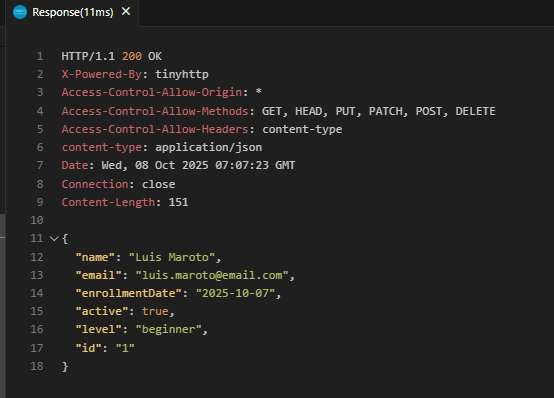 Response(11ms) ×
1 HTTP/1.1 200 OK
2 X-Powered-By: tinyhttp
3 Access-Control-Allow-Origin: *
4 Access-Control-Allow-Methods: GET, HEAD, PUT, PATCH, POST, DELETE
5 Access-Control-Allow-Headers: content-type
6 content-type: application/json
7 Date: Wed, 08 Oct 2025 07:07:23 GMT
8 Connection: close
9 Content-Length: 151
10
11 {
12 "name": "Luis Maroto",
13 "email": "luis.maroto@email.com",
14 "enrollmentDate": "2025-10-07",
15 "active": true,
16 "level": "beginner",
17 "id": "1"
18 }